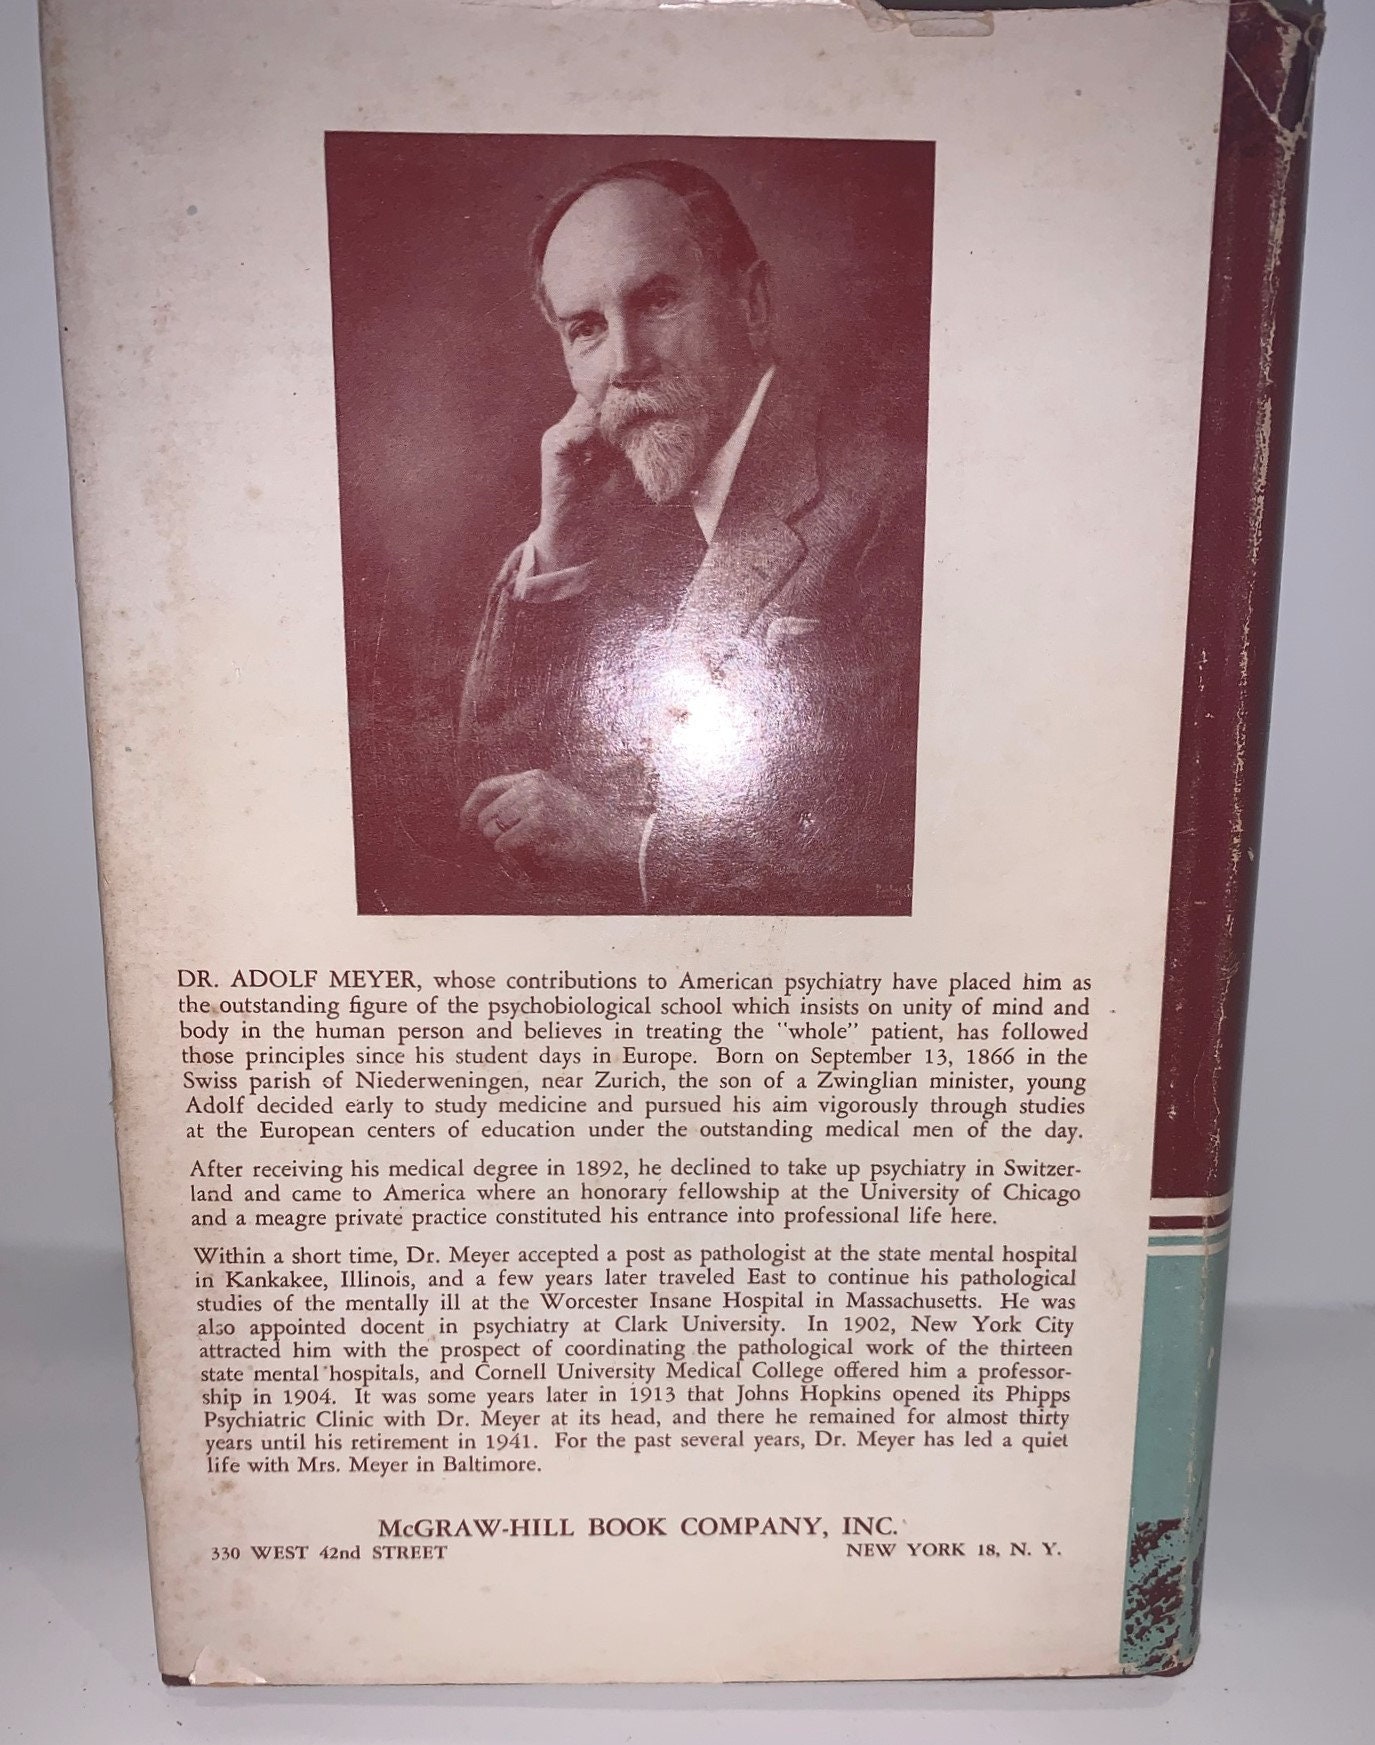 DR. ADOLF MEYER, whose contributions to American psychiatry have placed him as
the outstanding figure of the psychobiological school which insists on unity of mind and
body in the human person and believes in treating the "whole" patient, has followed
those principles since his student days in Europe. Born on September 13, 1866 in the
Swiss parish of Niederweningen, near Zurich, the son of a Zwinglian minister, young
Adolf decided early to study medicine and pursued his aim vigorously through studies
at the European centers of education under the outstanding medical men of the day.
After receiving his medical degree in 1892, he declined to take up psychiatry in Switzer-
land and came to America where an honorary fellowship at the University of Chicago
and a meagre private practice constituted his entrance into professional life here.
Within a short time, Dr. Meyer accepted a post as pathologist at the state mental hospital
in Kankakee, Illinois, and a few years later traveled East to continue his pathological
studies of the mentally ill at the Worcester Insane Hospital in Massachusetts. He was
also appointed docent in psychiatry at Clark University. In 1902, New York City
attracted him with the prospect of coordinating the pathological work of the thirteen
state mental hospitals, and Cornell University Medical College offered him a professor-
ship in 1904. It was some years later in 1913 that Johns Hopkins opened its Phipps
Psychiatric Clinic with Dr. Meyer at its head, and there he remained for almost thirty
years until his retirement in 1941. For the past several years, Dr. Meyer has led a quiet
life with Mrs. Meyer in Baltimore.
McGRAW-HILL BOOK COMPANY, INC.
330 WEST 42nd STREET NEW YORK 18, N. Y.